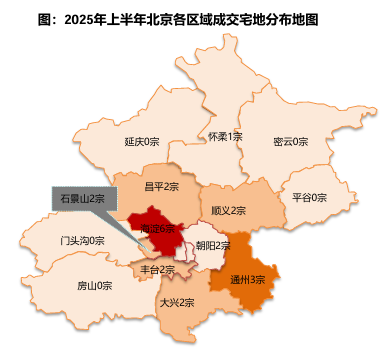 图：2025年上半年北京各区域成交宅地分布地图
怀柔1宗
延庆0宗
密云0宗
昌平2宗
石景山2宗
平谷0宗
顺义2宗
海淀6宗
门头沟0宗
朝阳2宗
丰台2宗
通州3宗
房山0宗
大兴2宗